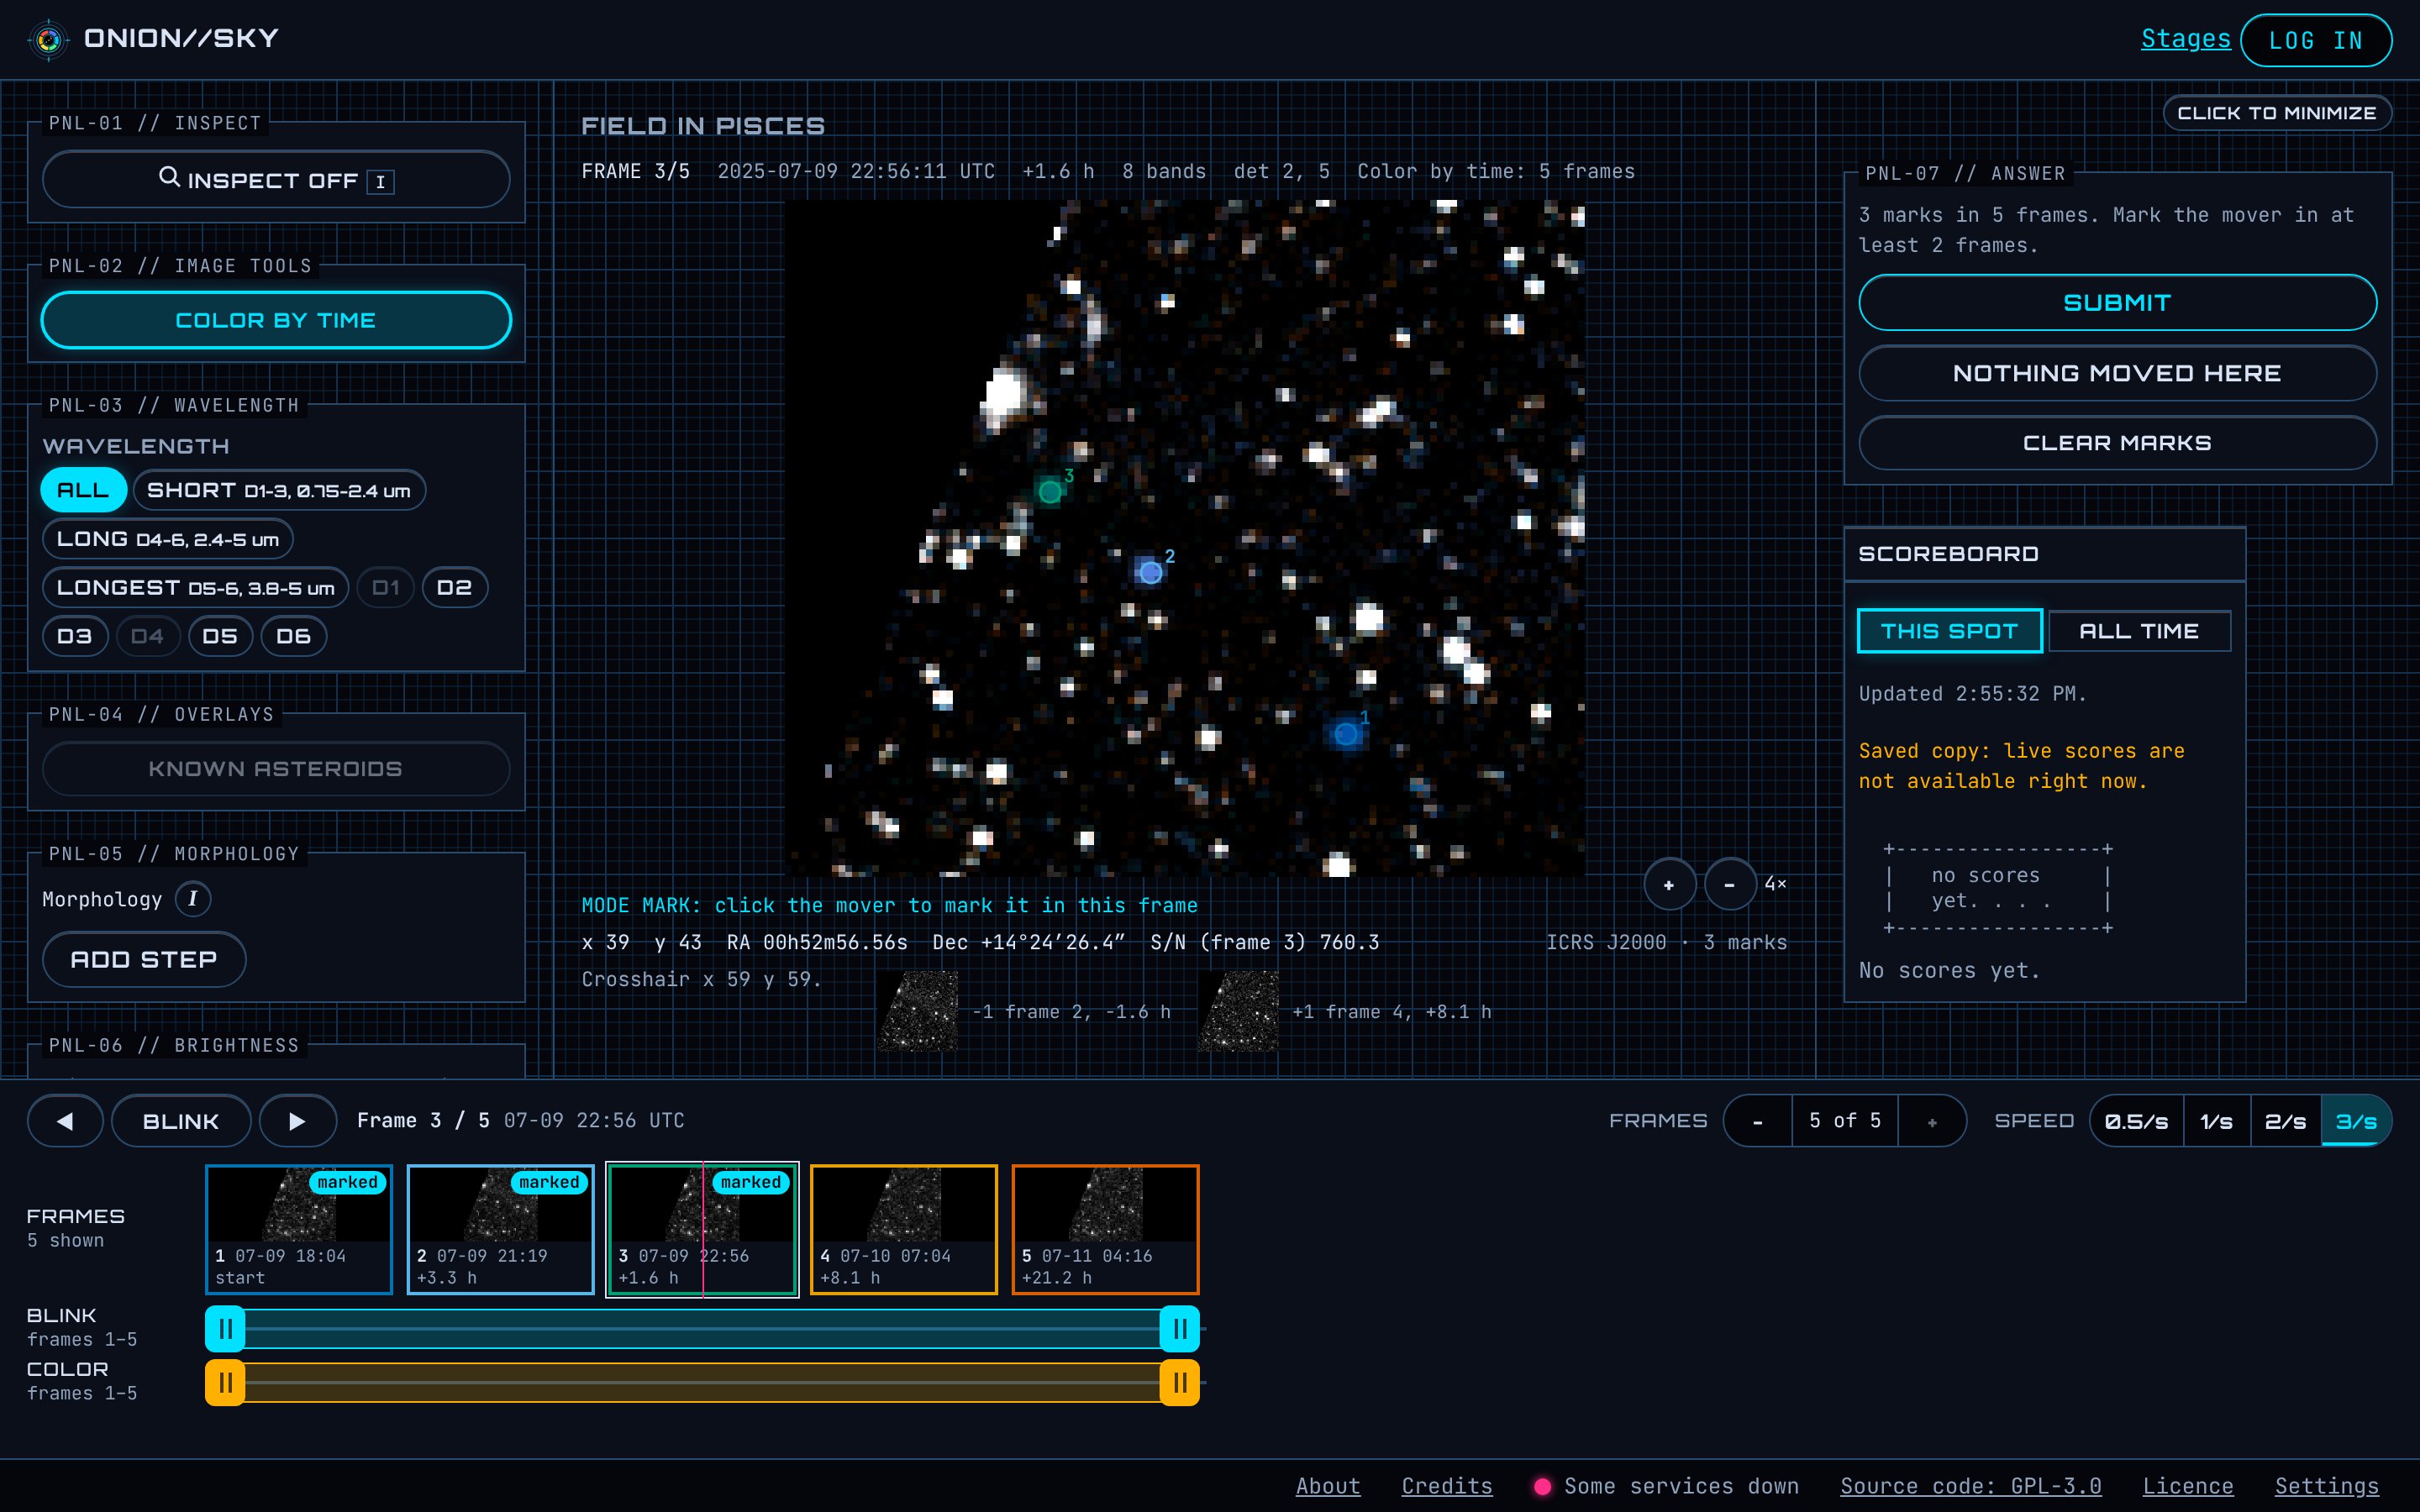 ONION//SKY
Stages
LOG IN
PNL-01 // INSPECT
INSPECT OFF I
PNL-02 // IMAGE TOOLS
COLOR BY TIME
PNL-03 // WAVELENGTH
WAVELENGTH
ALL
SHORT D1-3, 0.75-2.4 um
LONG D4-6, 2.4-5 um
LONGEST D5-6, 3.8-5 um
D1
D2
D3
D4
D5
D6
PNL-04 // OVERLAYS
KNOWN ASTEROIDS
PNL-05 // MORPHOLOGY
Morphology I
ADD STEP
PNL-06 // BRIGHTNESS
FIELD IN PISCES
FRAME 3/5 2025-07-09 22:56:11 UTC +1.6 h 8 bands det 2, 5 Color by time: 5 frames
3
2
1
+ - 4×
MODE MARK: click the mover to mark it in this frame
x 39 y 43 RA 00h52m56.56s Dec +14°24′26.4″ S/N (frame 3) 760.3
ICRS J2000 · 3 marks
Crosshair x 59 y 59.
-1 frame 2, -1.6 h
+1 frame 4, +8.1 h
CLICK TO MINIMIZE
PNL-07 // ANSWER
3 marks in 5 frames. Mark the mover in at
least 2 frames.
SUBMIT
NOTHING MOVED HERE
CLEAR MARKS
SCOREBOARD
THIS SPOT
ALL TIME
Updated 2:55:32 PM.
Saved copy: live scores are
not available right now.
+----------------+
| no scores |
| yet. . . . |
+----------------+
No scores yet.
BLINK
Frame 3 / 5 07-09 22:56 UTC
FRAMES - 5 of 5 +
SPEED 0.5/s 1/s 2/s 3/s
FRAMES
5 shown
marked
1 07-09 18:04
start
marked
2 07-09 21:19
+3.3 h
marked
3 07-09 22:56
+1.6 h
4 07-10 07:04
+8.1 h
5 07-11 04:16
+21.2 h
BLINK
frames 1–5
COLOR
frames 1–5
About
Credits
Some services down
Source code: GPL-3.0
Licence
Settings